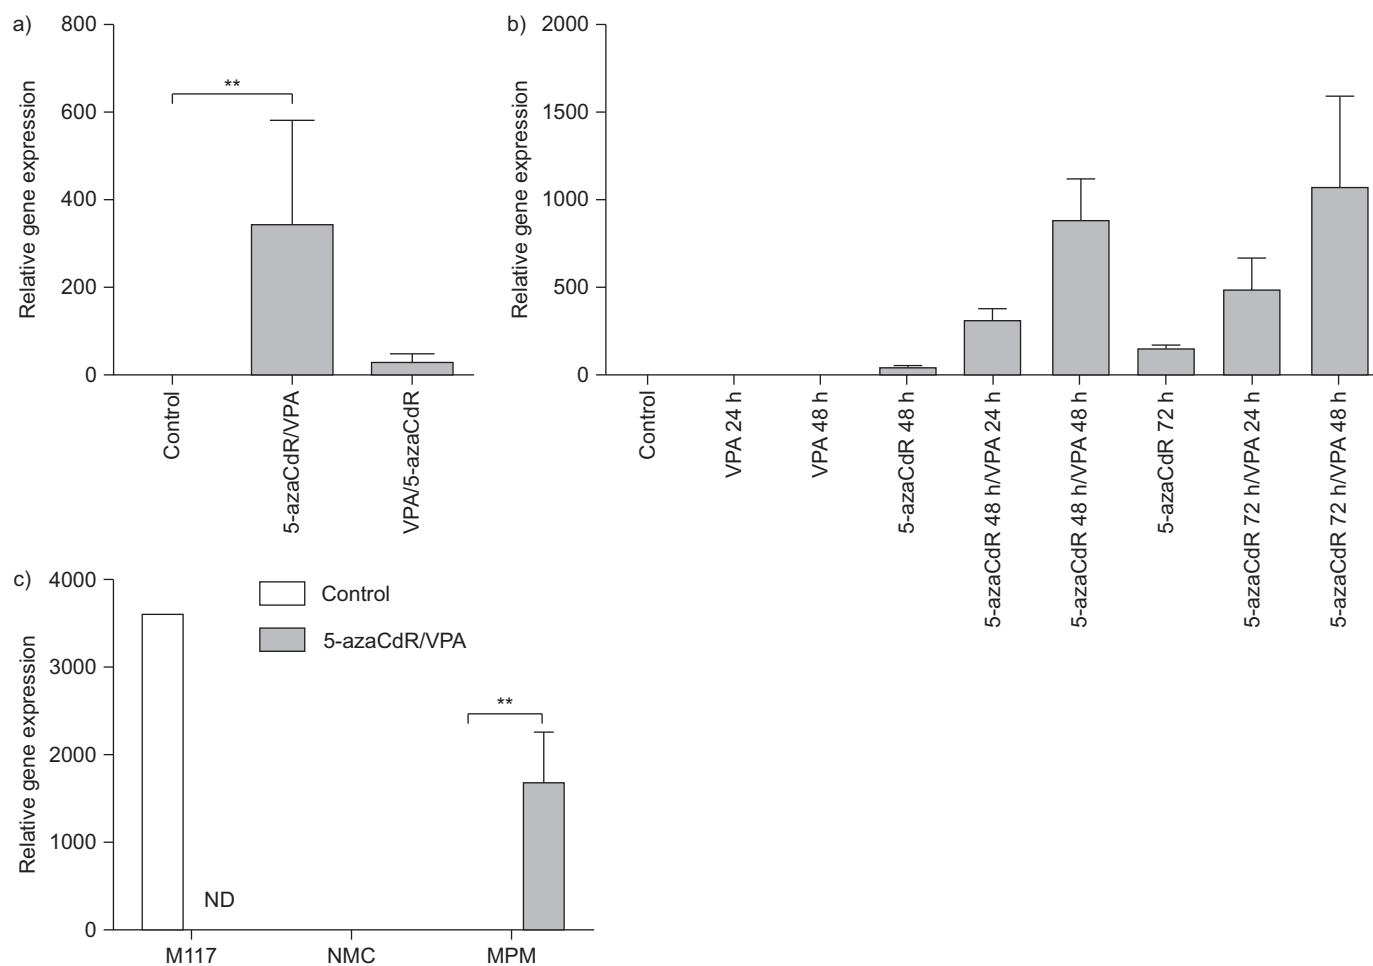 a)
Relative gene expression
800
600
400
200
0
**
Control
5-azaCdR/VPA
VPA/5-azaCdR
b)
Relative gene expression
2000
1500
1000
500
0
Control
VPA 24 h
VPA 48 h
5-azaCdR 48 h
5-azaCdR 48 h/VPA 24 h
5-azaCdR 48 h/VPA 48 h
5-azaCdR 72 h
5-azaCdR 72 h/VPA 24 h
5-azaCdR 72 h/VPA 48 h
c)
Relative gene expression
4000
3000
2000
1000
0
Control
5-azaCdR/VPA
ND
**
M117
NMC
MPM